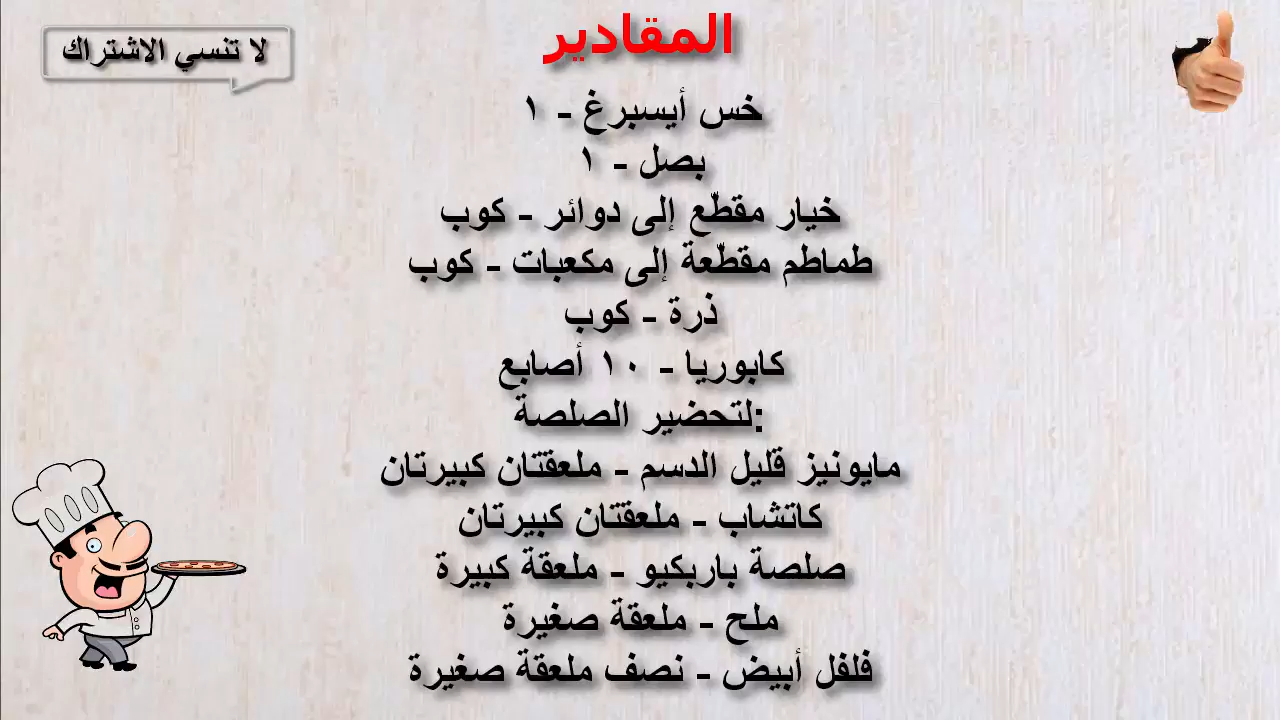 المقادير
لا تنسي الاشتراك
خس أيسبرغ - ١
بصل - ١
خيار مقطّع إلى دوائر - كوب
طماطم مقطّعة إلى مكعبات - كوب
ذرة - كوب
كابوريا - ١٠ أصابع
لتحضير الصلصة:
مايونيز قليل الدسم - ملعقتان كبيرتان
كاتشاب - ملعقتان كبيرتان
صلصة باربكيو - ملعقة كبيرة
ملح - ملعقة صغيرة
فلفل أبيض - نصف ملعقة صغيرة